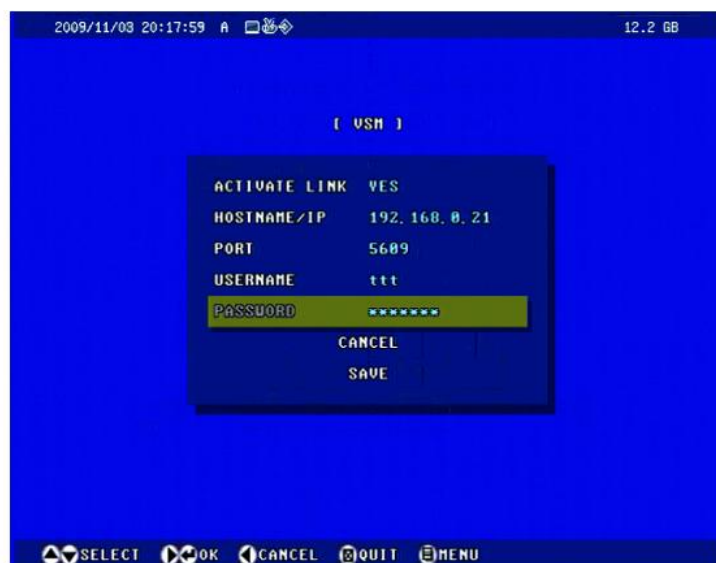 2009/11/03 20:17:59 A 12.2 GB
[ VSM ]
ACTIVATE LINK YES
HOSTNAME/IP 192.168.0.21
PORT 5609
USERNAME ttt
PASSWORD *******
CANCEL
SAVE
SELECT OK CANCEL QUIT MENU